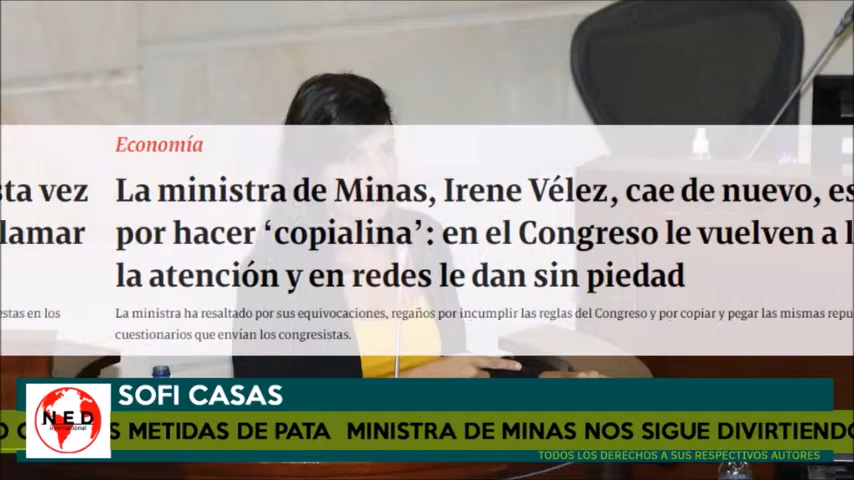 Economía
sta vez La ministra de Minas, Irene Vélez, cae de nuevo, es
lamar por hacer ‘copialina’: en el Congreso le vuelven a l
la atención y en redes le dan sin piedad
estas en los La ministra ha resaltado por sus equivocaciones, regaños por incumplir las reglas del Congreso y por copiar y pegar las mismas repu
cuestionarios que envían los congresistas.
SOFI CASAS
NED
international
S METIDAS DE PATA MINISTRA DE MINAS NOS SIGUE DIVIRTIENDO
TODOS LOS DERECHOS A SUS RESPECTIVOS AUTORES